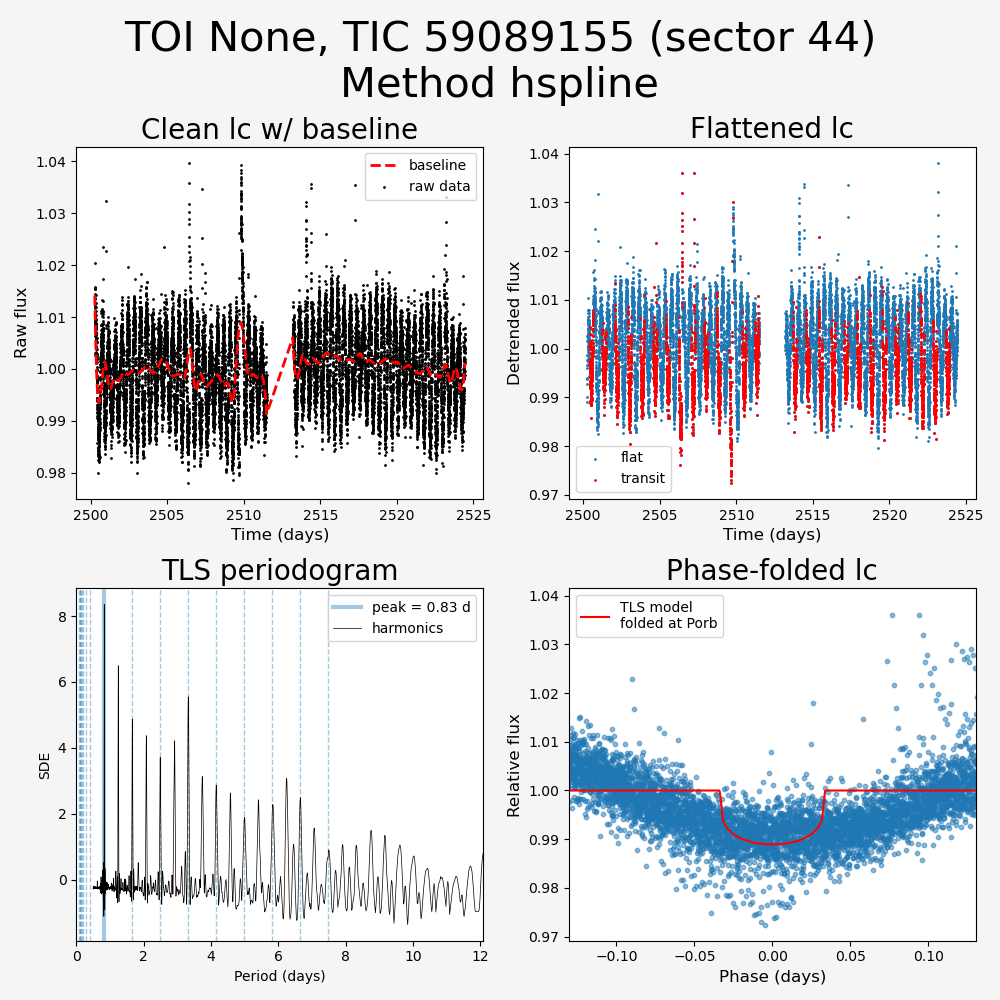 TOI None, TIC 59089155 (sector 44)
Method hspline
Clean lc w/ baseline
Raw flux
1.04
1.03
1.02
1.01
1.00
0.99
0.98
baseline
raw data
2500
2505
2510
2515
2520
2525
Time (days)
Flattened lc
Detrended flux
1.04
1.03
1.02
1.01
1.00
0.99
0.98
0.97
flat
transit
2500
2505
2510
2515
2520
2525
Time (days)
TLS periodogram
SDE
8
6
4
2
0
peak = 0.83 d
harmonics
0
2
4
6
8
10
12
Period (days)
Phase-folded lc
Relative flux
1.04
1.03
1.02
1.01
1.00
0.99
0.98
0.97
TLS model
folded at Porb
−0.10
−0.05
0.00
0.05
0.10
Phase (days)